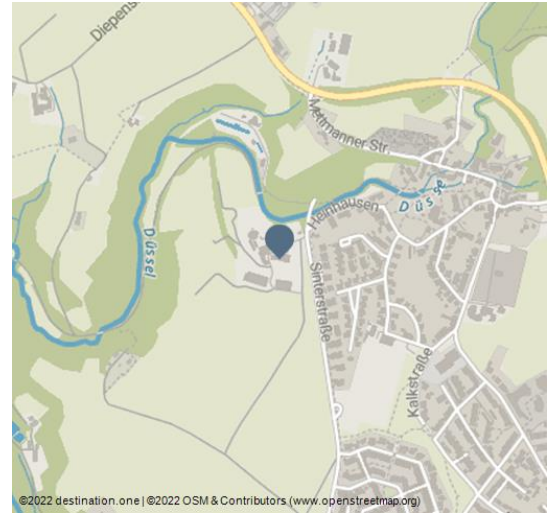 Diepens
Mettmanner Str.
Düssel
Düssel
Heinhausen
Sinterstraße
Kalkstraße
©2022 destination.one | ©2022 OSM & Contributors (www.openstreetmap.org)